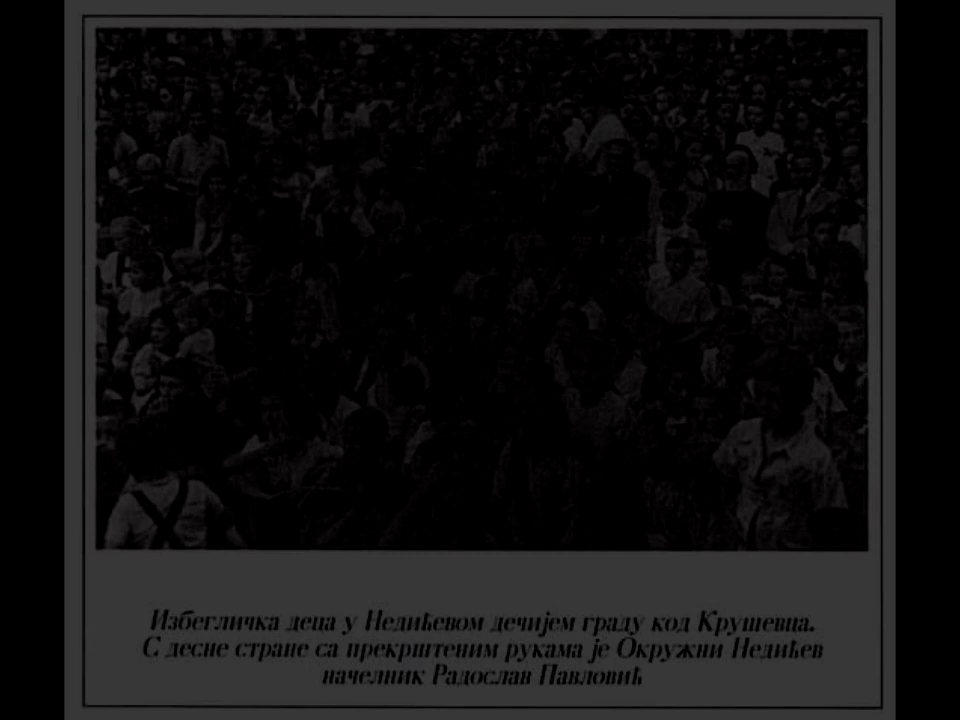 Избегличка деца у Недићевом дечијем граду код Крушевца.
С десне стране са прекрштеним рукама је Окружни Недићев
начелник Радослав Павловић